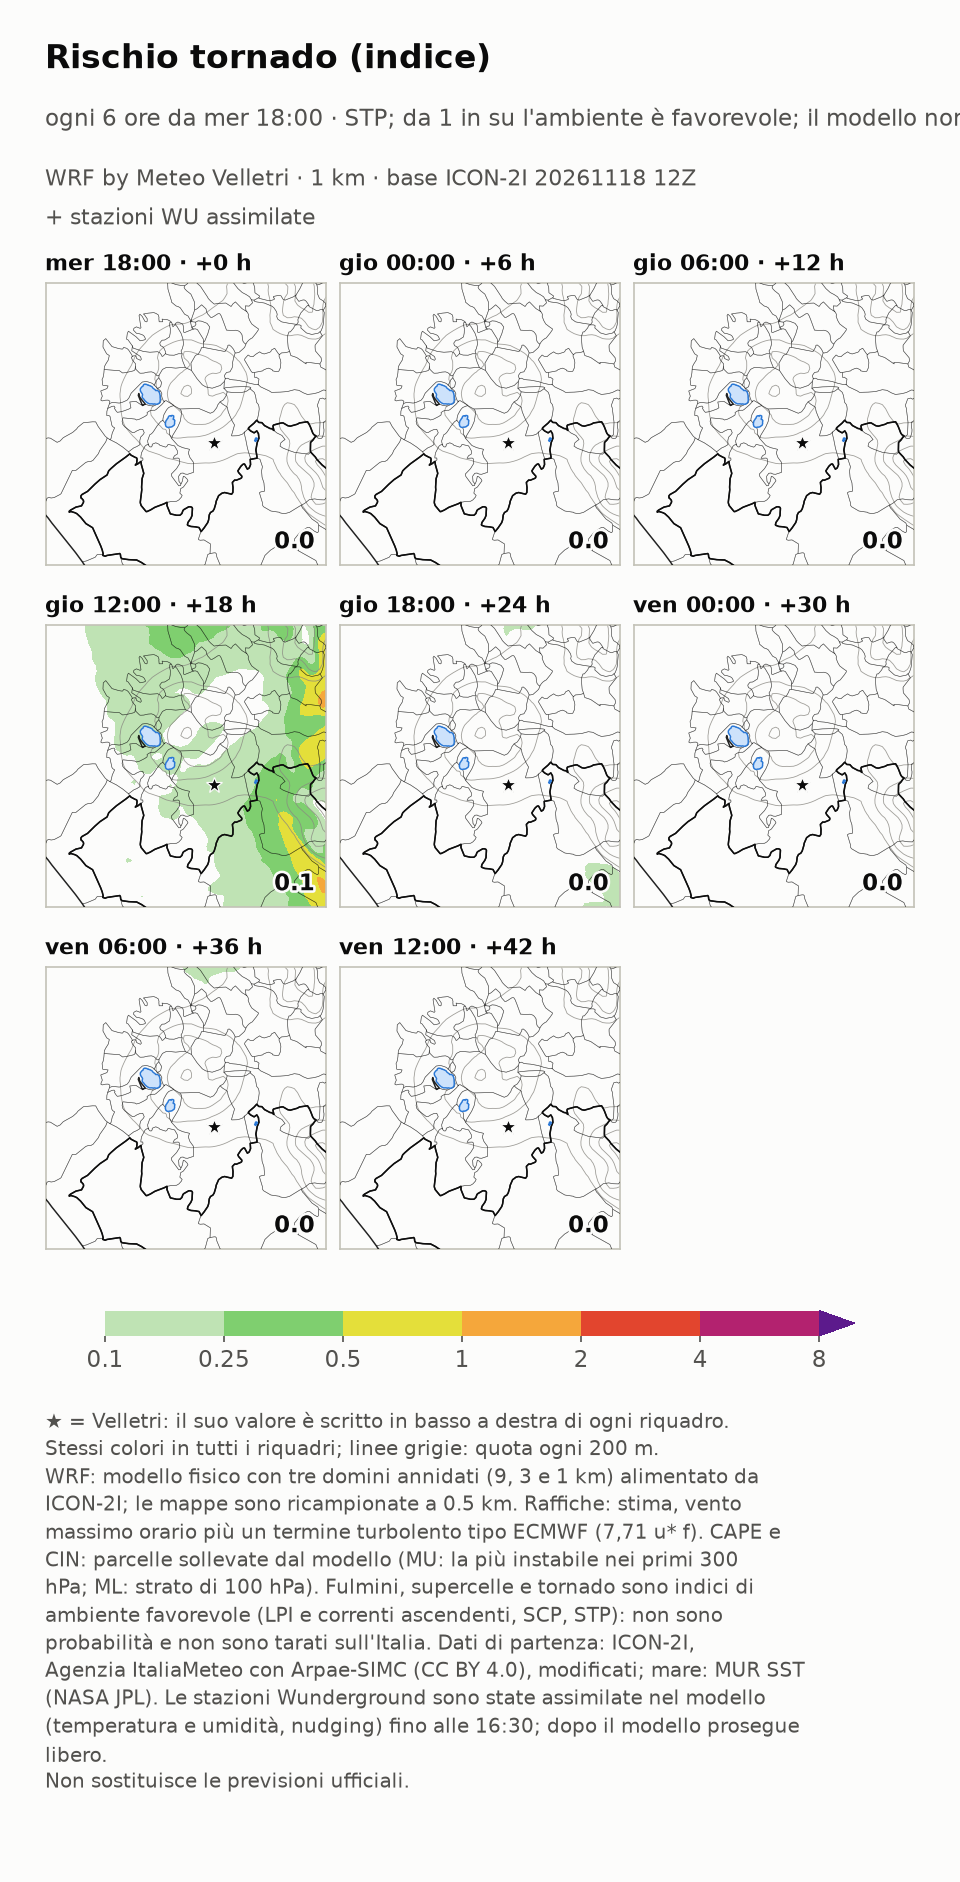 Rischio tornado (indice)
ogni 6 ore da mer 18:00 · STP; da 1 in su l'ambiente è favorevole; il modello non
WRF by Meteo Velletri · 1 km · base ICON-2I 20261118 12Z
+ stazioni WU assimilate
mer 18:00 · +0 h
gio 00:00 · +6 h
gio 06:00 · +12 h
0.0
0.0
0.0
gio 12:00 · +18 h
gio 18:00 · +24 h
ven 00:00 · +30 h
0.1
0.0
0.0
ven 06:00 · +36 h
ven 12:00 · +42 h
0.0
0.0
0.1
0.25
0.5
1
2
4
8
★ = Velletri: il suo valore è scritto in basso a destra di ogni riquadro.
Stessi colori in tutti i riquadri; linee grigie: quota ogni 200 m.
WRF: modello fisico con tre domini annidati (9, 3 e 1 km) alimentato da
ICON-2I; le mappe sono ricampionate a 0.5 km. Raffiche: stima, vento
massimo orario più un termine turbolento tipo ECMWF (7,71 u* f). CAPE e
CIN: parcelle sollevate dal modello (MU: la più instabile nei primi 300
hPa; ML: strato di 100 hPa). Fulmini, supercelle e tornado sono indici di
ambiente favorevole (LPI e correnti ascendenti, SCP, STP): non sono
probabilità e non sono tarati sull'Italia. Dati di partenza: ICON-2I,
Agenzia ItaliaMeteo con Arpae-SIMC (CC BY 4.0), modificati; mare: MUR SST
(NASA JPL). Le stazioni Wunderground sono state assimilate nel modello
(temperatura e umidità, nudging) fino alle 16:30; dopo il modello prosegue
libero.
Non sostituisce le previsioni ufficiali.